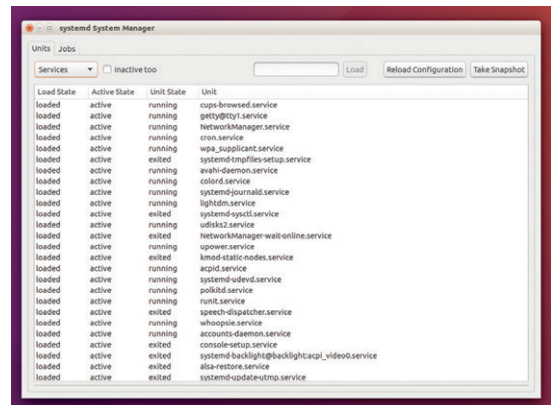 systemd System Manager
Units Jobs
Services Inactive too Load Reload Configuration Take Snapshot
Load State Active State Unit State Unit
loaded active running cups-browsed.service
loaded active running getty@tty1.service
loaded active running NetworkManager.service
loaded active running cron.service
loaded active running wpa_supplicant.service
loaded active exited systemd-tmpfiles-setup.service
loaded active running avahi-daemon.service
loaded active running colord.service
loaded active running systemd-journald.service
loaded active running lightdm.service
loaded active exited systemd-sysctl.service
loaded active running udisks2.service
loaded active exited NetworkManager-wait-online.service
loaded active running upower.service
loaded active exited kmod-static-nodes.service
loaded active running acpid.service
loaded active running systemd-udevd.service
loaded active running polkitd.service
loaded active running runit.service
loaded active exited speech-dispatcher.service
loaded active running whoopsie.service
loaded active running accounts-daemon.service
loaded active exited console-setup.service
loaded active exited systemd-backlight@backlight:acpi_video0.service
loaded active exited alsa-restore.service
loaded active exited systemd-update-utmp.service